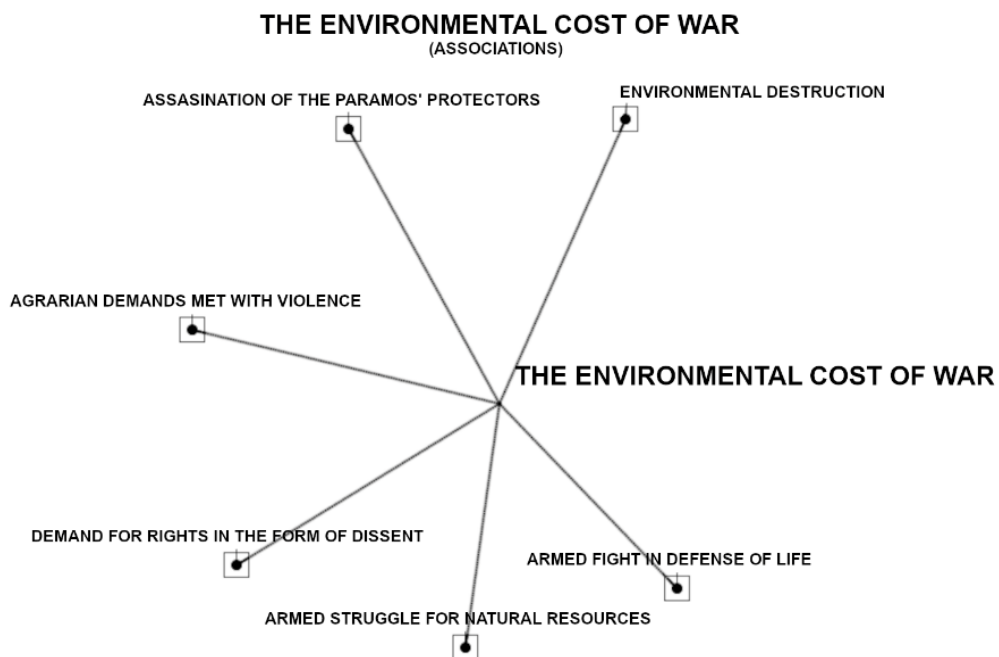 THE ENVIRONMENTAL COST OF WAR
(ASSOCIATIONS)
ENVIRONMENTAL DESTRUCTION
ASSASINATION OF THE PARAMOS' PROTECTORS
AGRARIAN DEMANDS MET WITH VIOLENCE
THE ENVIRONMENTAL COST OF WAR
DEMAND FOR RIGHTS IN THE FORM OF DISSENT
ARMED FIGHT IN DEFENSE OF LIFE
ARMED STRUGGLE FOR NATURAL RESOURCES